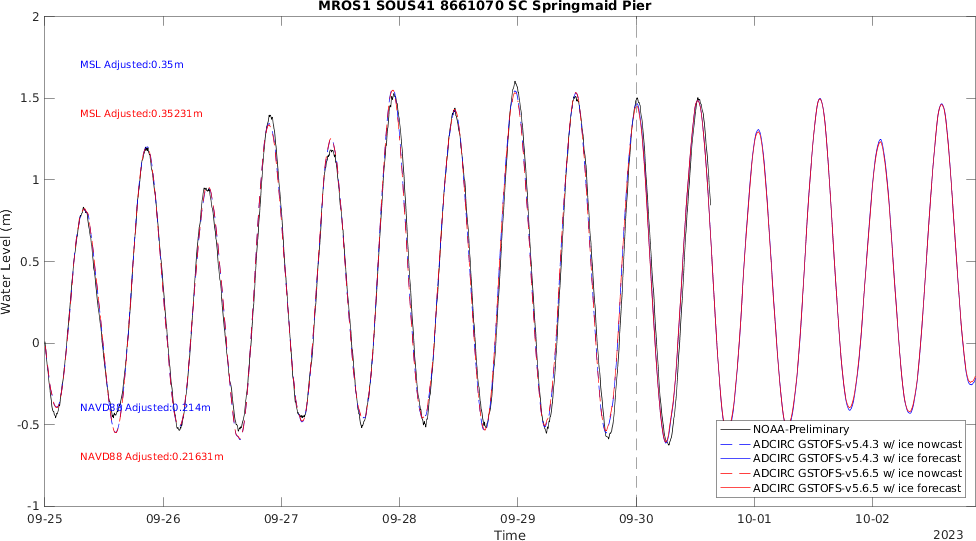 MROS1 SOUS41 8661070 SC Springmaid Pier
2
MSL Adjusted:0.35m
1.5
MSL Adjusted:0.35231m
1
Water Level (m)
0.5
0
NAVD88 Adjusted:0.214m
-0.5
NAVD88 Adjusted:0.21631m
NOAA-Preliminary
ADCIRC GSTOFS-v5.4.3 w/ ice nowcast
ADCIRC GSTOFS-v5.4.3 w/ ice forecast
ADCIRC GSTOFS-v5.6.5 w/ ice nowcast
ADCIRC GSTOFS-v5.6.5 w/ ice forecast
-1
09-25 09-26 09-27 09-28 09-29 09-30 10-01 10-02
Time
2023